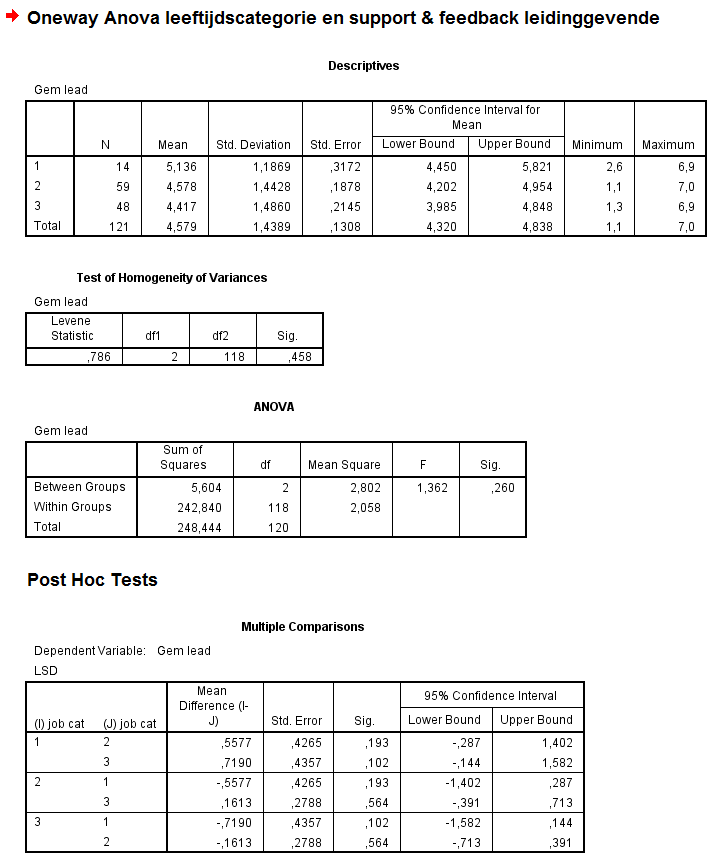 Oneway Anova leeftijdscategorie en support & feedback leidinggevende
Descriptives
Gem lead
N Mean Std. Deviation Std. Error 95% Confidence Interval for Mean Lower Bound Upper Bound Minimum Maximum
1 14 5,136 1,1869 ,3172 4,450 5,821 2,6 6,9
2 59 4,578 1,4428 ,1878 4,202 4,954 1,1 7,0
3 48 4,417 1,4860 ,2145 3,985 4,848 1,3 6,9
Total 121 4,579 1,4389 ,1308 4,320 4,838 1,1 7,0
Test of Homogeneity of Variances
Gem lead
Levene Statistic df1 df2 Sig.
,786 2 118 ,458
ANOVA
Gem lead
Sum of Squares df Mean Square F Sig.
Between Groups 5,604 2 2,802 1,362 ,260
Within Groups 242,840 118 2,058
Total 248,444 120
Post Hoc Tests
Multiple Comparisons
Dependent Variable: Gem lead
LSD
(I) job cat (J) job cat Mean Difference (I-J) Std. Error Sig. 95% Confidence Interval Lower Bound Upper Bound
1 2 ,5577 ,4265 ,193 -,287 1,402
3 ,7190 ,4357 ,102 -,144 1,582
2 1 -,5577 ,4265 ,193 -1,402 ,287
3 ,1613 ,2788 ,564 -,391 ,713
3 1 -,7190 ,4357 ,102 -1,582 ,144
2 -,1613 ,2788 ,564 -,713 ,391